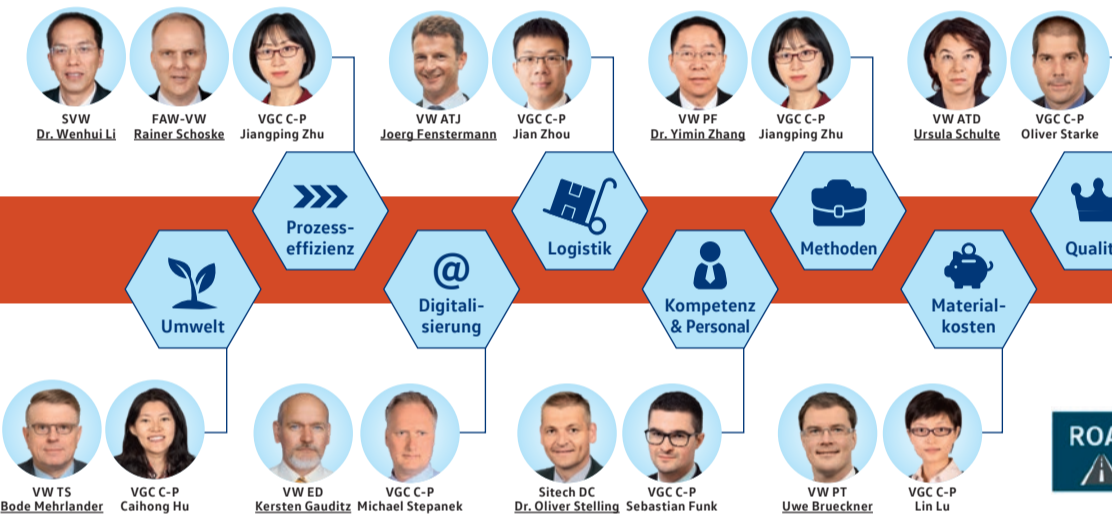 SVW
Dr. Wenhui Li
FAW-VW
Rainer Schoske
VGC C-P
Jiangping Zhu
VW ATJ
Joerg Fenstermann
VGC C-P
Jian Zhou
VW PF
Dr. Yimin Zhang
VGC C-P
Jiangping Zhu
VW ATD
Ursula Schulte
VGC C-P
Oliver Starke
Prozess-
effizienz
Logistik
Methoden
Qualit
Umwelt
@
Digitali-
sierung
Kompetenz
& Personal
Material-
kosten
VW TS
Bode Mehrlander
VGC C-P
Caihong Hu
VW ED
Kersten Gauditz
VGC C-P
Michael Stepanek
Sitech DC
Dr. Oliver Stelling
VGC C-P
Sebastian Funk
VW PT
Uwe Brueckner
VGC C-P
Lin Lu
ROA